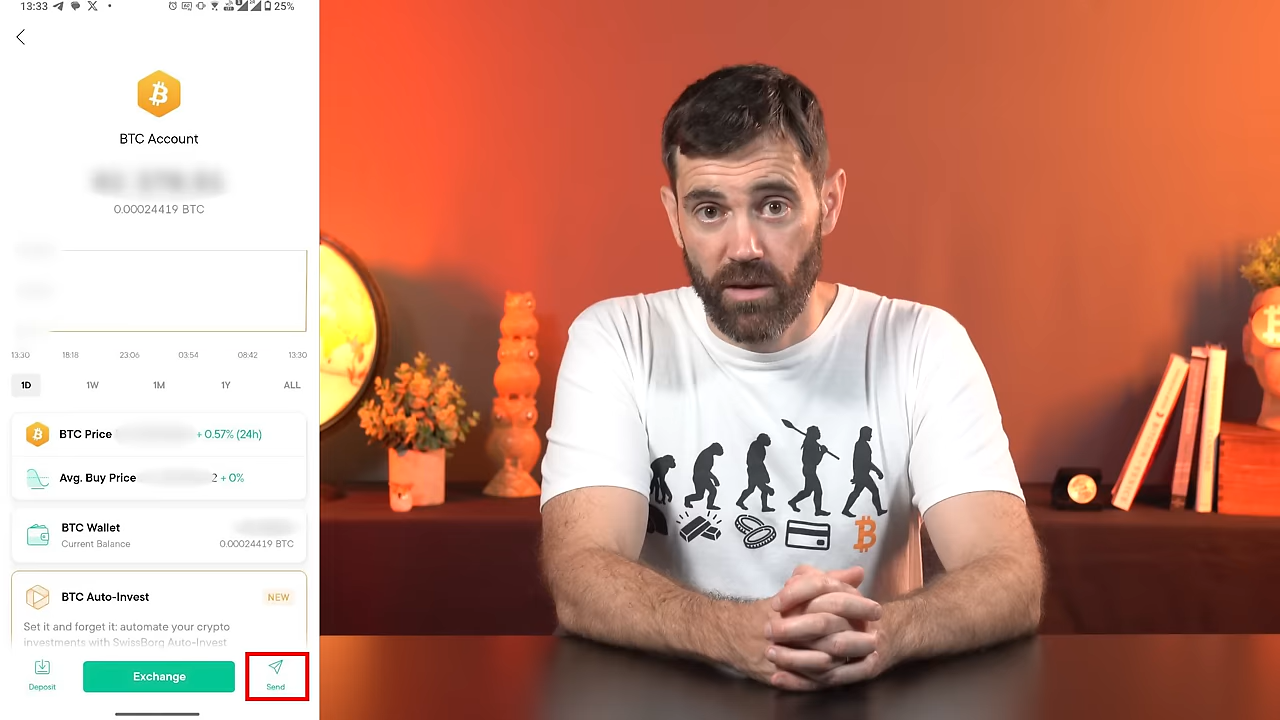 13:33
25%
BTC Account
0.00024419 BTC
13:30 18:18 23:06 03:54 08:42 13:30
1D 1W 1M 1Y ALL
BTC Price + 0.57% (24h)
Avg. Buy Price 2 + 0%
BTC Wallet
Current Balance 0.00024419 BTC
BTC Auto-Invest NEW
Set it and forget it: automate your crypto
investments with SwissBorg Auto-Invest
Deposit Exchange Send